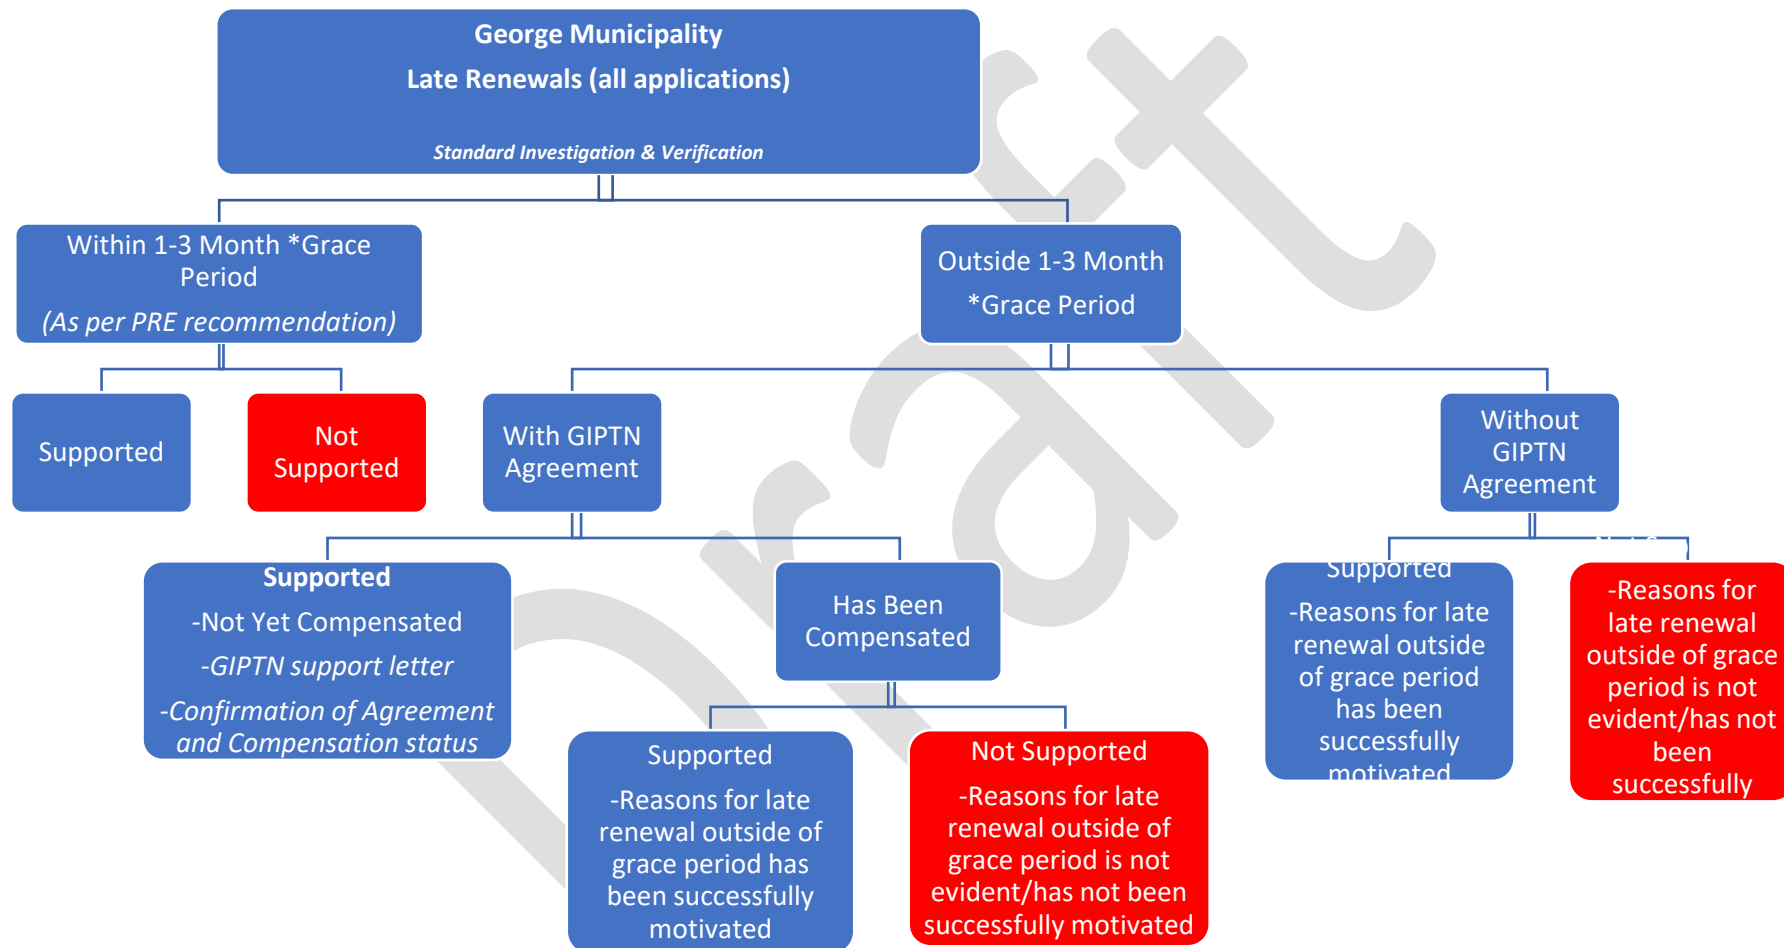 George Municipality
Late Renewals (all applications)
Standard Investigation & Verification
Within 1-3 Month *Grace
Period
(As per PRE recommendation)
Outside 1-3 Month
*Grace Period
Supported
Not
Supported
With GIPTN
Agreement
Without
GIPTN
Agreement
Supported
-Not Yet Compensated
-GIPTN support letter
-Confirmation of Agreement
and Compensation status
Has Been
Compensated
Supported
-Reasons for late
renewal outside
of grace period
has been
successfully
motivated
-Reasons for
late renewal
outside of grace
period is not
evident/has not
been
successfully
Supported
-Reasons for late
renewal outside of
grace period has
been successfully
motivated
Not Supported
-Reasons for late
renewal outside of
grace period is not
evident/has not been
successfully motivated
Draft